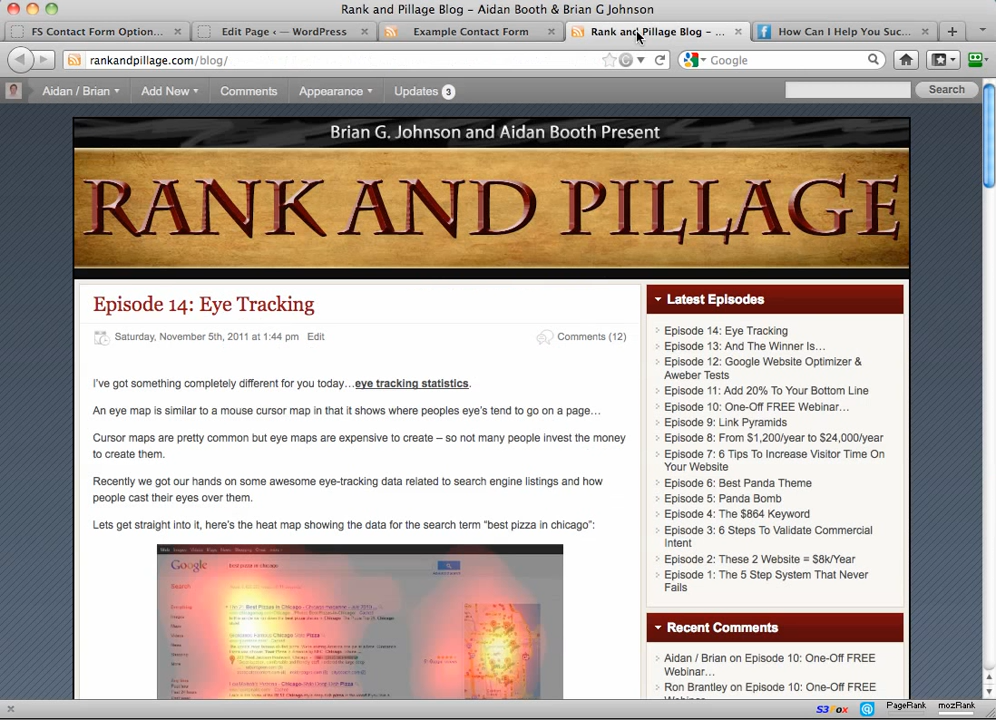 Rank and Pillage Blog – Aidan Booth & Brian G Johnson
FS Contact Form Option...
Edit Page ‹ — WordPress
Example Contact Form
Rank and Pillage Blog – ...
How Can I Help You Suc...
rankandpillage.com/blog/
Google
Aidan / Brian
Add New
Comments
Appearance
Updates 3
Search
Brian G. Johnson and Aidan Booth Present
RANK AND PILLAGE
Episode 14: Eye Tracking
Saturday, November 5th, 2011 at 1:44 pm Edit
Comments (12)
I've got something completely different for you today…eye tracking statistics.
An eye map is similar to a mouse cursor map in that it shows where peoples eye's tend to go on a page…
Cursor maps are pretty common but eye maps are expensive to create – so not many people invest the money
to create them.
Recently we got our hands on some awesome eye-tracking data related to search engine listings and how
people cast their eyes over them.
Lets get straight into it, here's the heat map showing the data for the search term “best pizza in chicago”:
Google
best pizza in chicago
Search
Latest Episodes
Episode 14: Eye Tracking
Episode 13: And The Winner Is…
Episode 12: Google Website Optimizer &
Aweber Tests
Episode 11: Add 20% To Your Bottom Line
Episode 10: One-Off FREE Webinar…
Episode 9: Link Pyramids
Episode 8: From $1,200/year to $24,000/year
Episode 7: 6 Tips To Increase Visitor Time On
Your Website
Episode 6: Best Panda Theme
Episode 5: Panda Bomb
Episode 4: The $864 Keyword
Episode 3: 6 Steps To Validate Commercial
Intent
Episode 2: These 2 Website = $8k/Year
Episode 1: The 5 Step System That Never
Fails
Recent Comments
Aidan / Brian on Episode 10: One-Off FREE
Webinar…
Ron Brantley on Episode 10: One-Off FREE
S3Fox
PageRank
mozRank